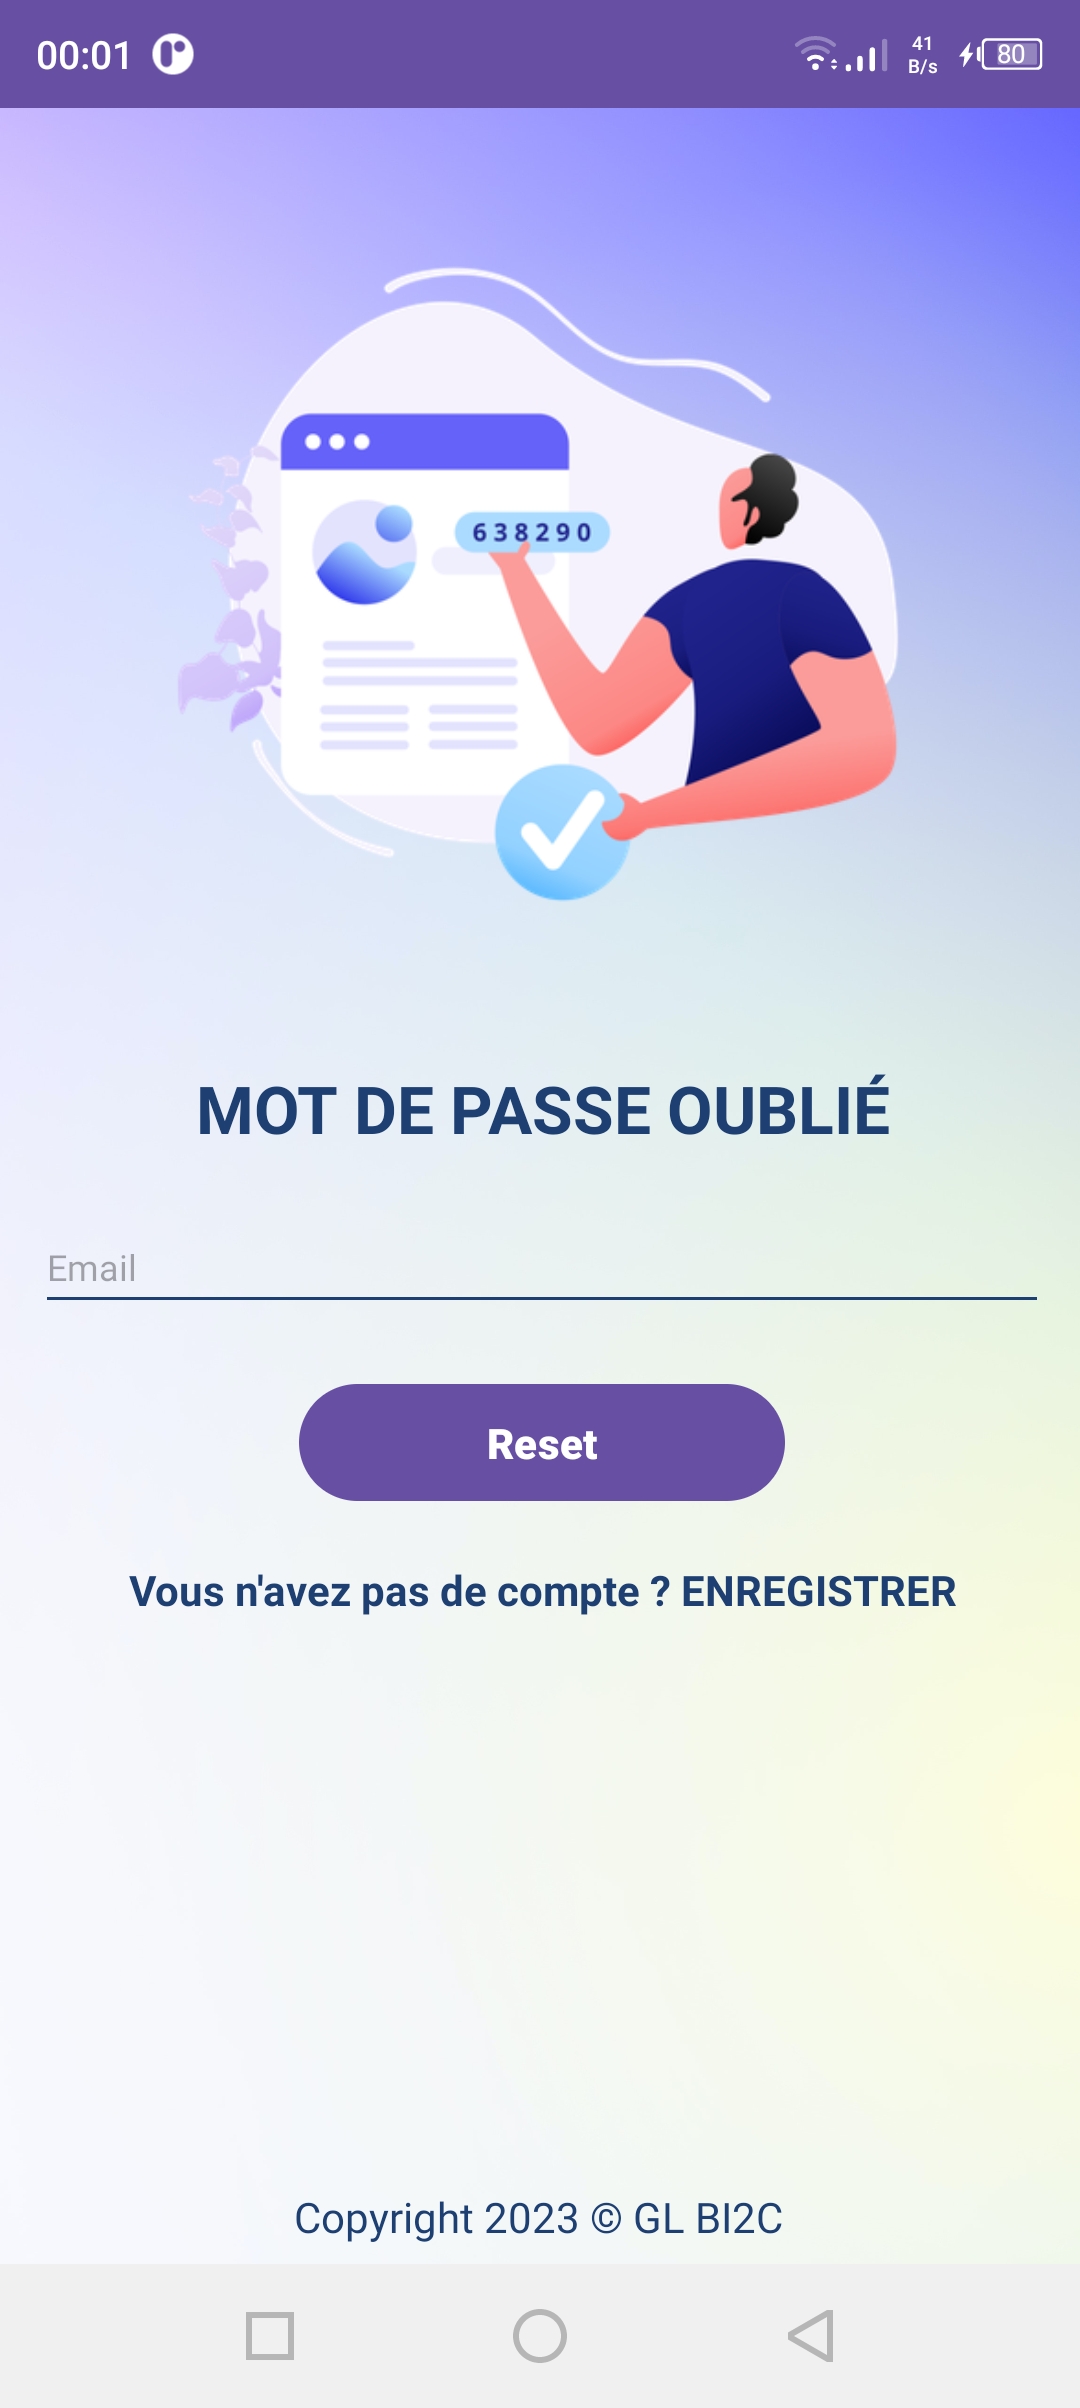 00:01
41
B/s
80
638290
MOT DE PASSE OUBLIÉ
Email
Reset
Vous n'avez pas de compte ? ENREGISTRER
Copyright 2023 © GL BI2C